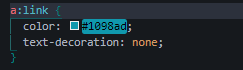 a:link {
color: #1098ad;
text-decoration: none;
}